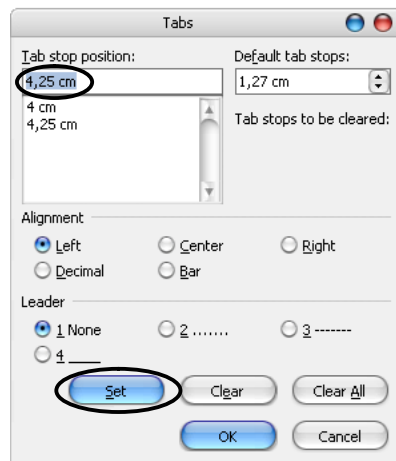 Tabs
Tab stop position:
Default tab stops:
4,25 cm
1,27 cm
4 cm
4,25 cm
Tab stops to be cleared:
Alignment
Left
Center
Right
Decimal
Bar
Leader
1 None
2 .......
3 -------
4 ____
Set
Clear
Clear All
OK
Cancel